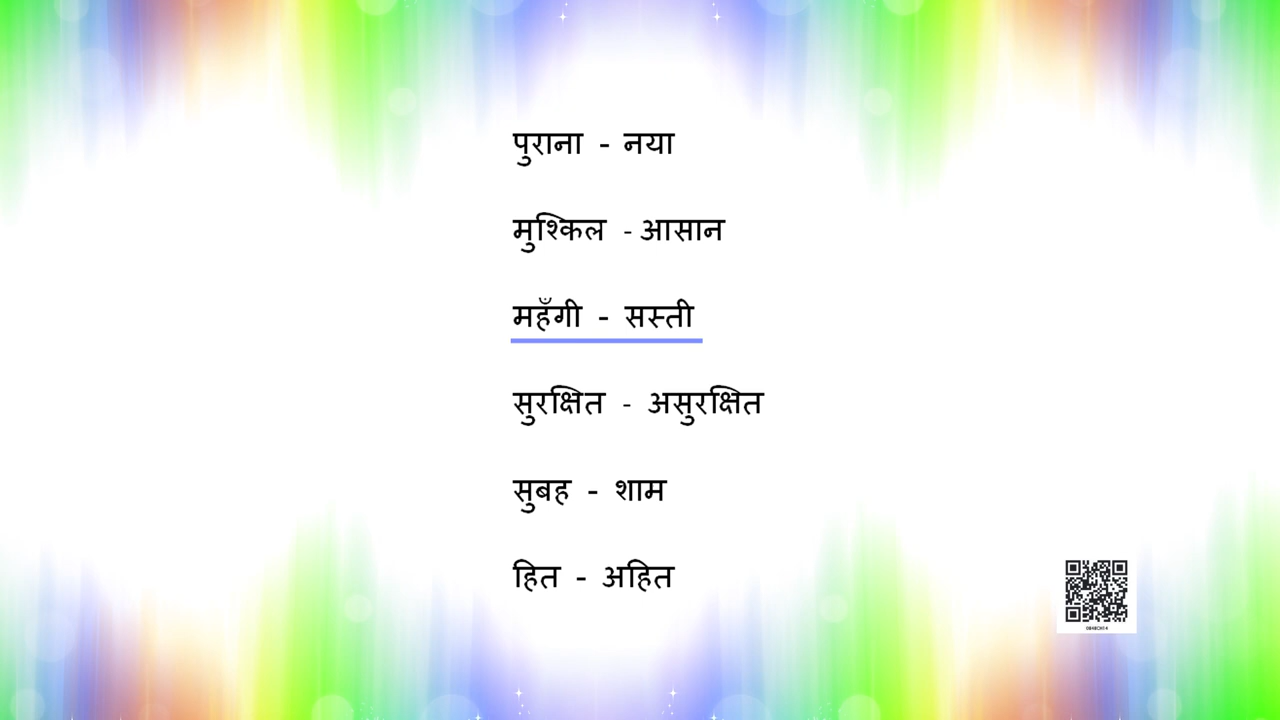 पुराना - नया
मुश्किल - आसान
महँगी - सस्ती
सुरक्षित - असुरक्षित
सुबह - शाम
हित - अहित